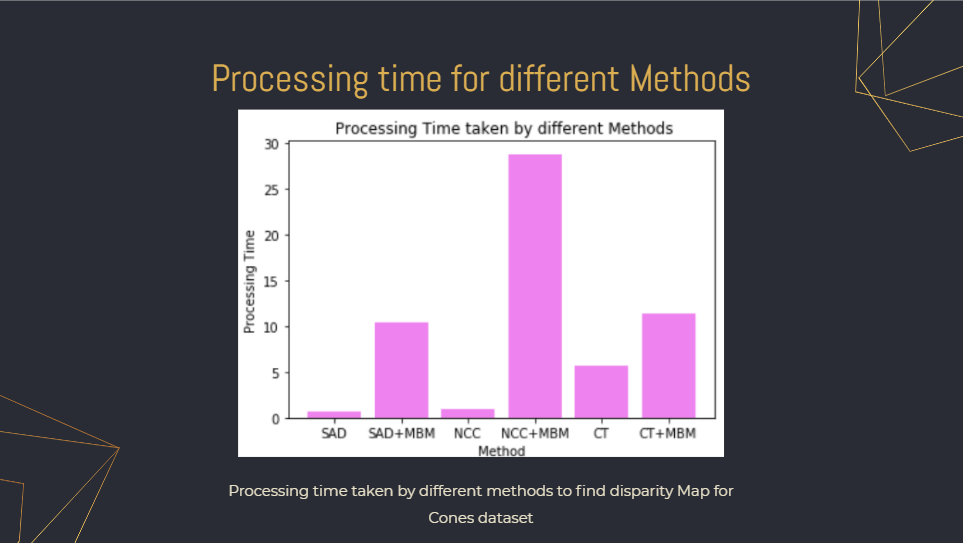 Processing time for different Methods
Processing Time taken by different Methods
30
25
20
15
10
5
0
Processing Time
SAD SAD+MBM NCC NCC+MBM CT CT+MBM
Method
Processing time taken by different methods to find disparity Map for
Cones dataset